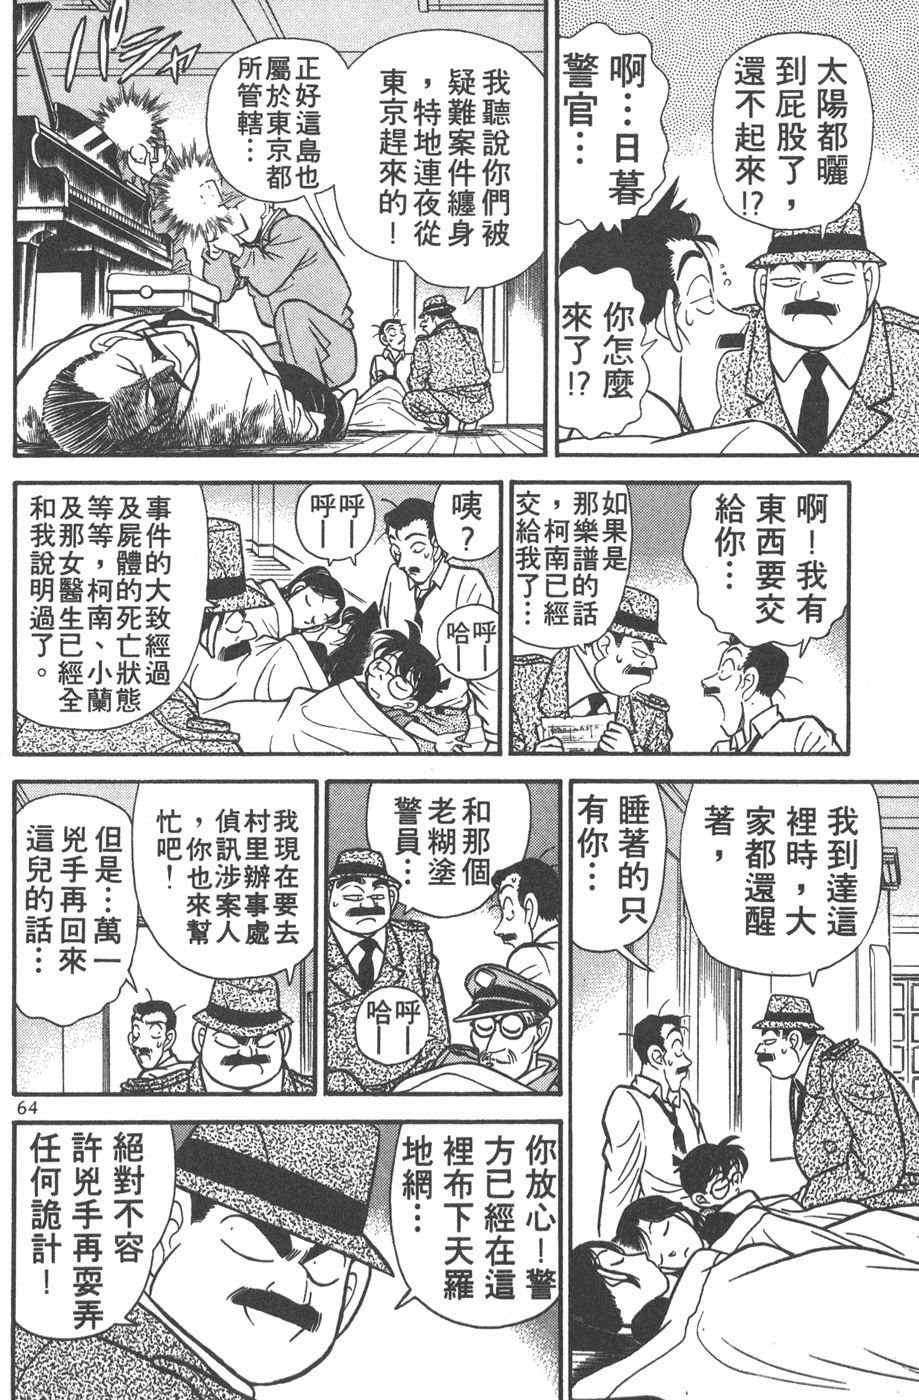 太陽都曬
到屁股了，
還不起來!?
啊…日暮
警官…
你怎麼
來了!?
我聽說你們被
疑難案件纏身
，特地連夜從
東京趕來的！
正好這島也
屬於東京都
所管轄…
パシャ
啊！我有
東西要交
給你…
如果是
那樂譜的話
，柯南已經
交給我了…
咦？
呼
呼
｜
｜
呼
哈
｜
｜
事件的大致經過
及屍體的死亡狀態
等等，柯南、小蘭
及那女醫生已經全
和我說明過了。
我到達這
裡時，大
家都還醒
著，
睡著的只
有你…
和那個
老糊塗
警員…
呼
哈
｜
｜
我現在要去
村里辦事處
偵訊涉案人
，你也來幫
忙吧！
但是…萬一
兇手再回來
這兒的話…
64
你放心！警
方已經在這
裡布下天羅
地網…
絕對不容
許兇手再耍弄
任何詭計！